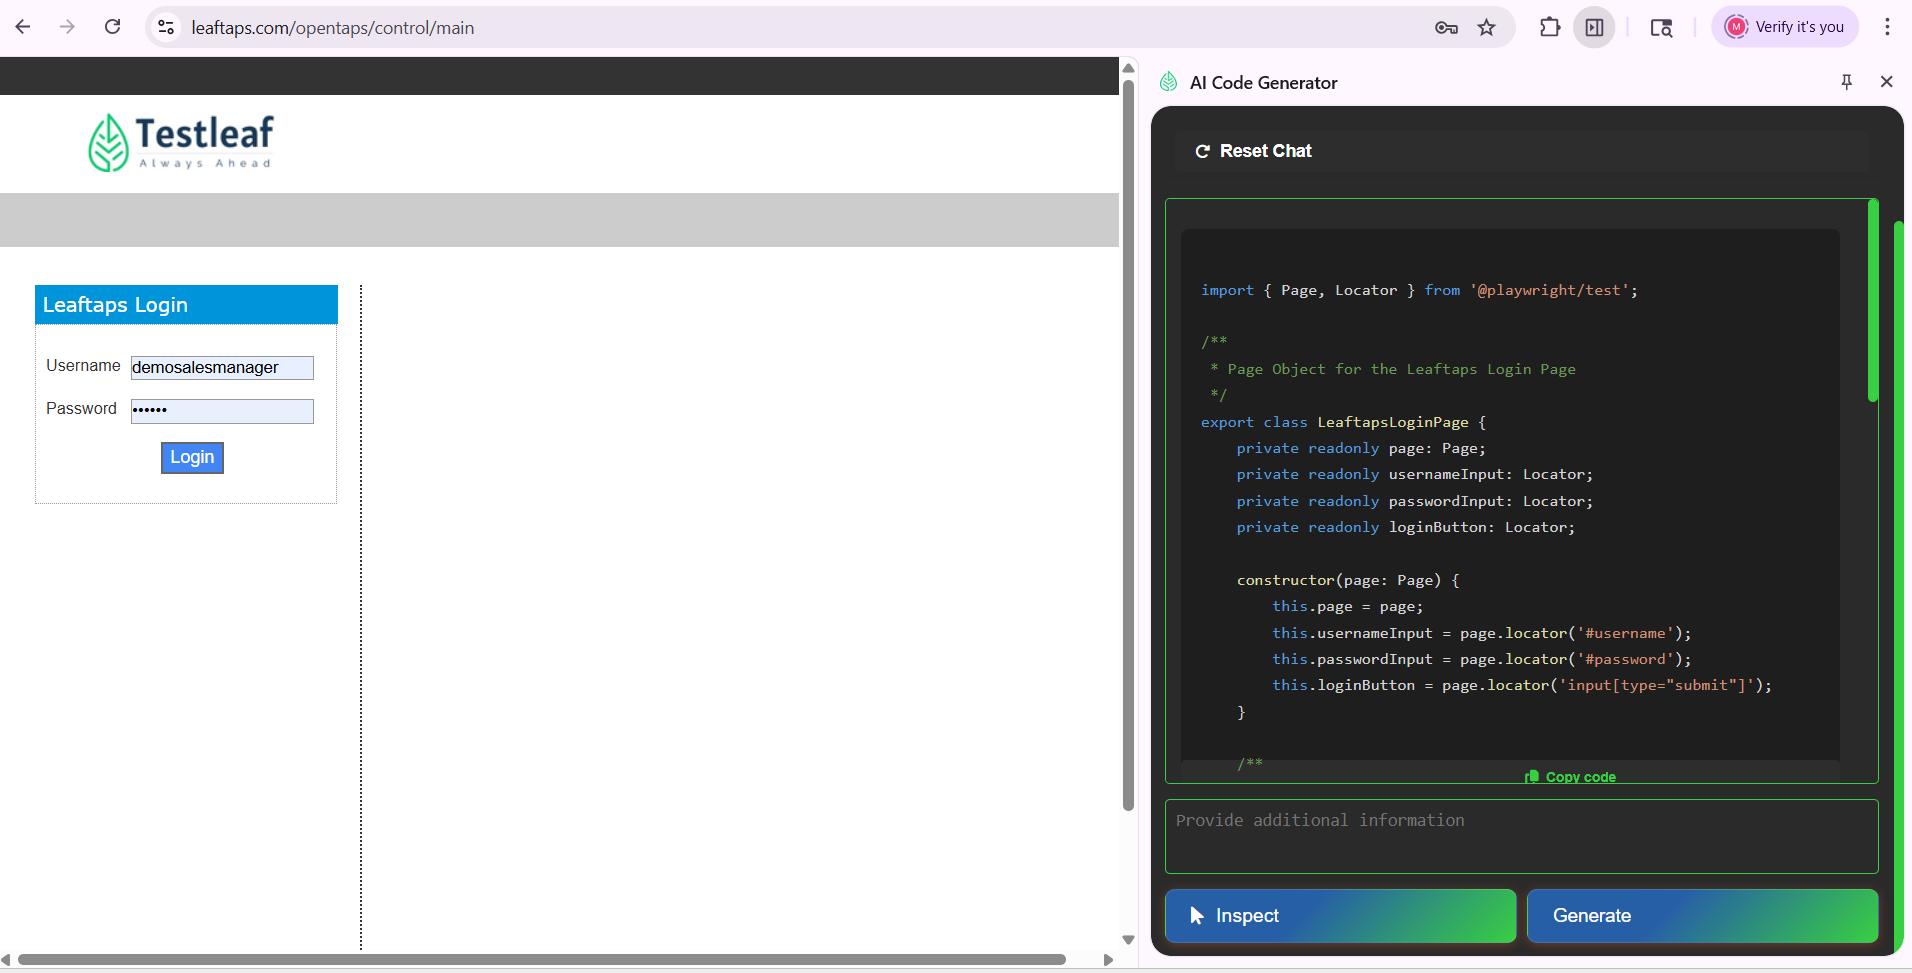 leaftaps.com/opentaps/control/main
M
Verify it's you
Testleaf
Always Ahead
Leaftaps Login
Username
demosalesmanager
Password
••••••
Login
AI Code Generator
Reset Chat
import { Page, Locator } from '@playwright/test';
/**
* Page Object for the Leaftaps Login Page
*/
export class LeaftapsLoginPage {
private readonly page: Page;
private readonly usernameInput: Locator;
private readonly passwordInput: Locator;
private readonly loginButton: Locator;
constructor(page: Page) {
this.page = page;
this.usernameInput = page.locator('#username');
this.passwordInput = page.locator('#password');
this.loginButton = page.locator('input[type="submit"]');
}
/**
Copy code
Provide additional information
Inspect
Generate